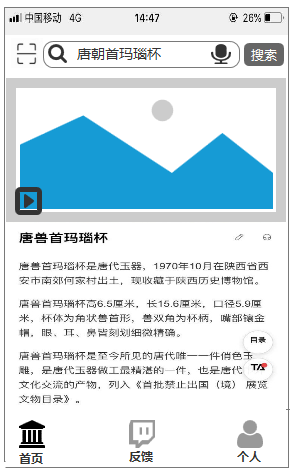 中国移动 4G 14:47 26%
唐朝首玛瑙杯 搜索
唐兽首玛瑙杯
唐兽首玛瑙杯是唐代玉器，1970年10月在陕西省西
安市南郊何家村出土，现收藏于陕西历史博物馆。
唐兽首玛瑙杯高6.5厘米，长15.6厘米，口径5.9厘
米，杯体为角状兽首形，兽双角为杯柄，嘴部镶金
帽，眼、耳、鼻皆刻划细微精确。
唐兽首玛瑙杯是至今所见的唐代唯一一件俏色玉
雕，是唐代玉器做工最精湛的一件，也是唐代
文化交流的产物，列入《首批禁止出国（境）展览
文物目录》。
目录
TA
首页 反馈 个人